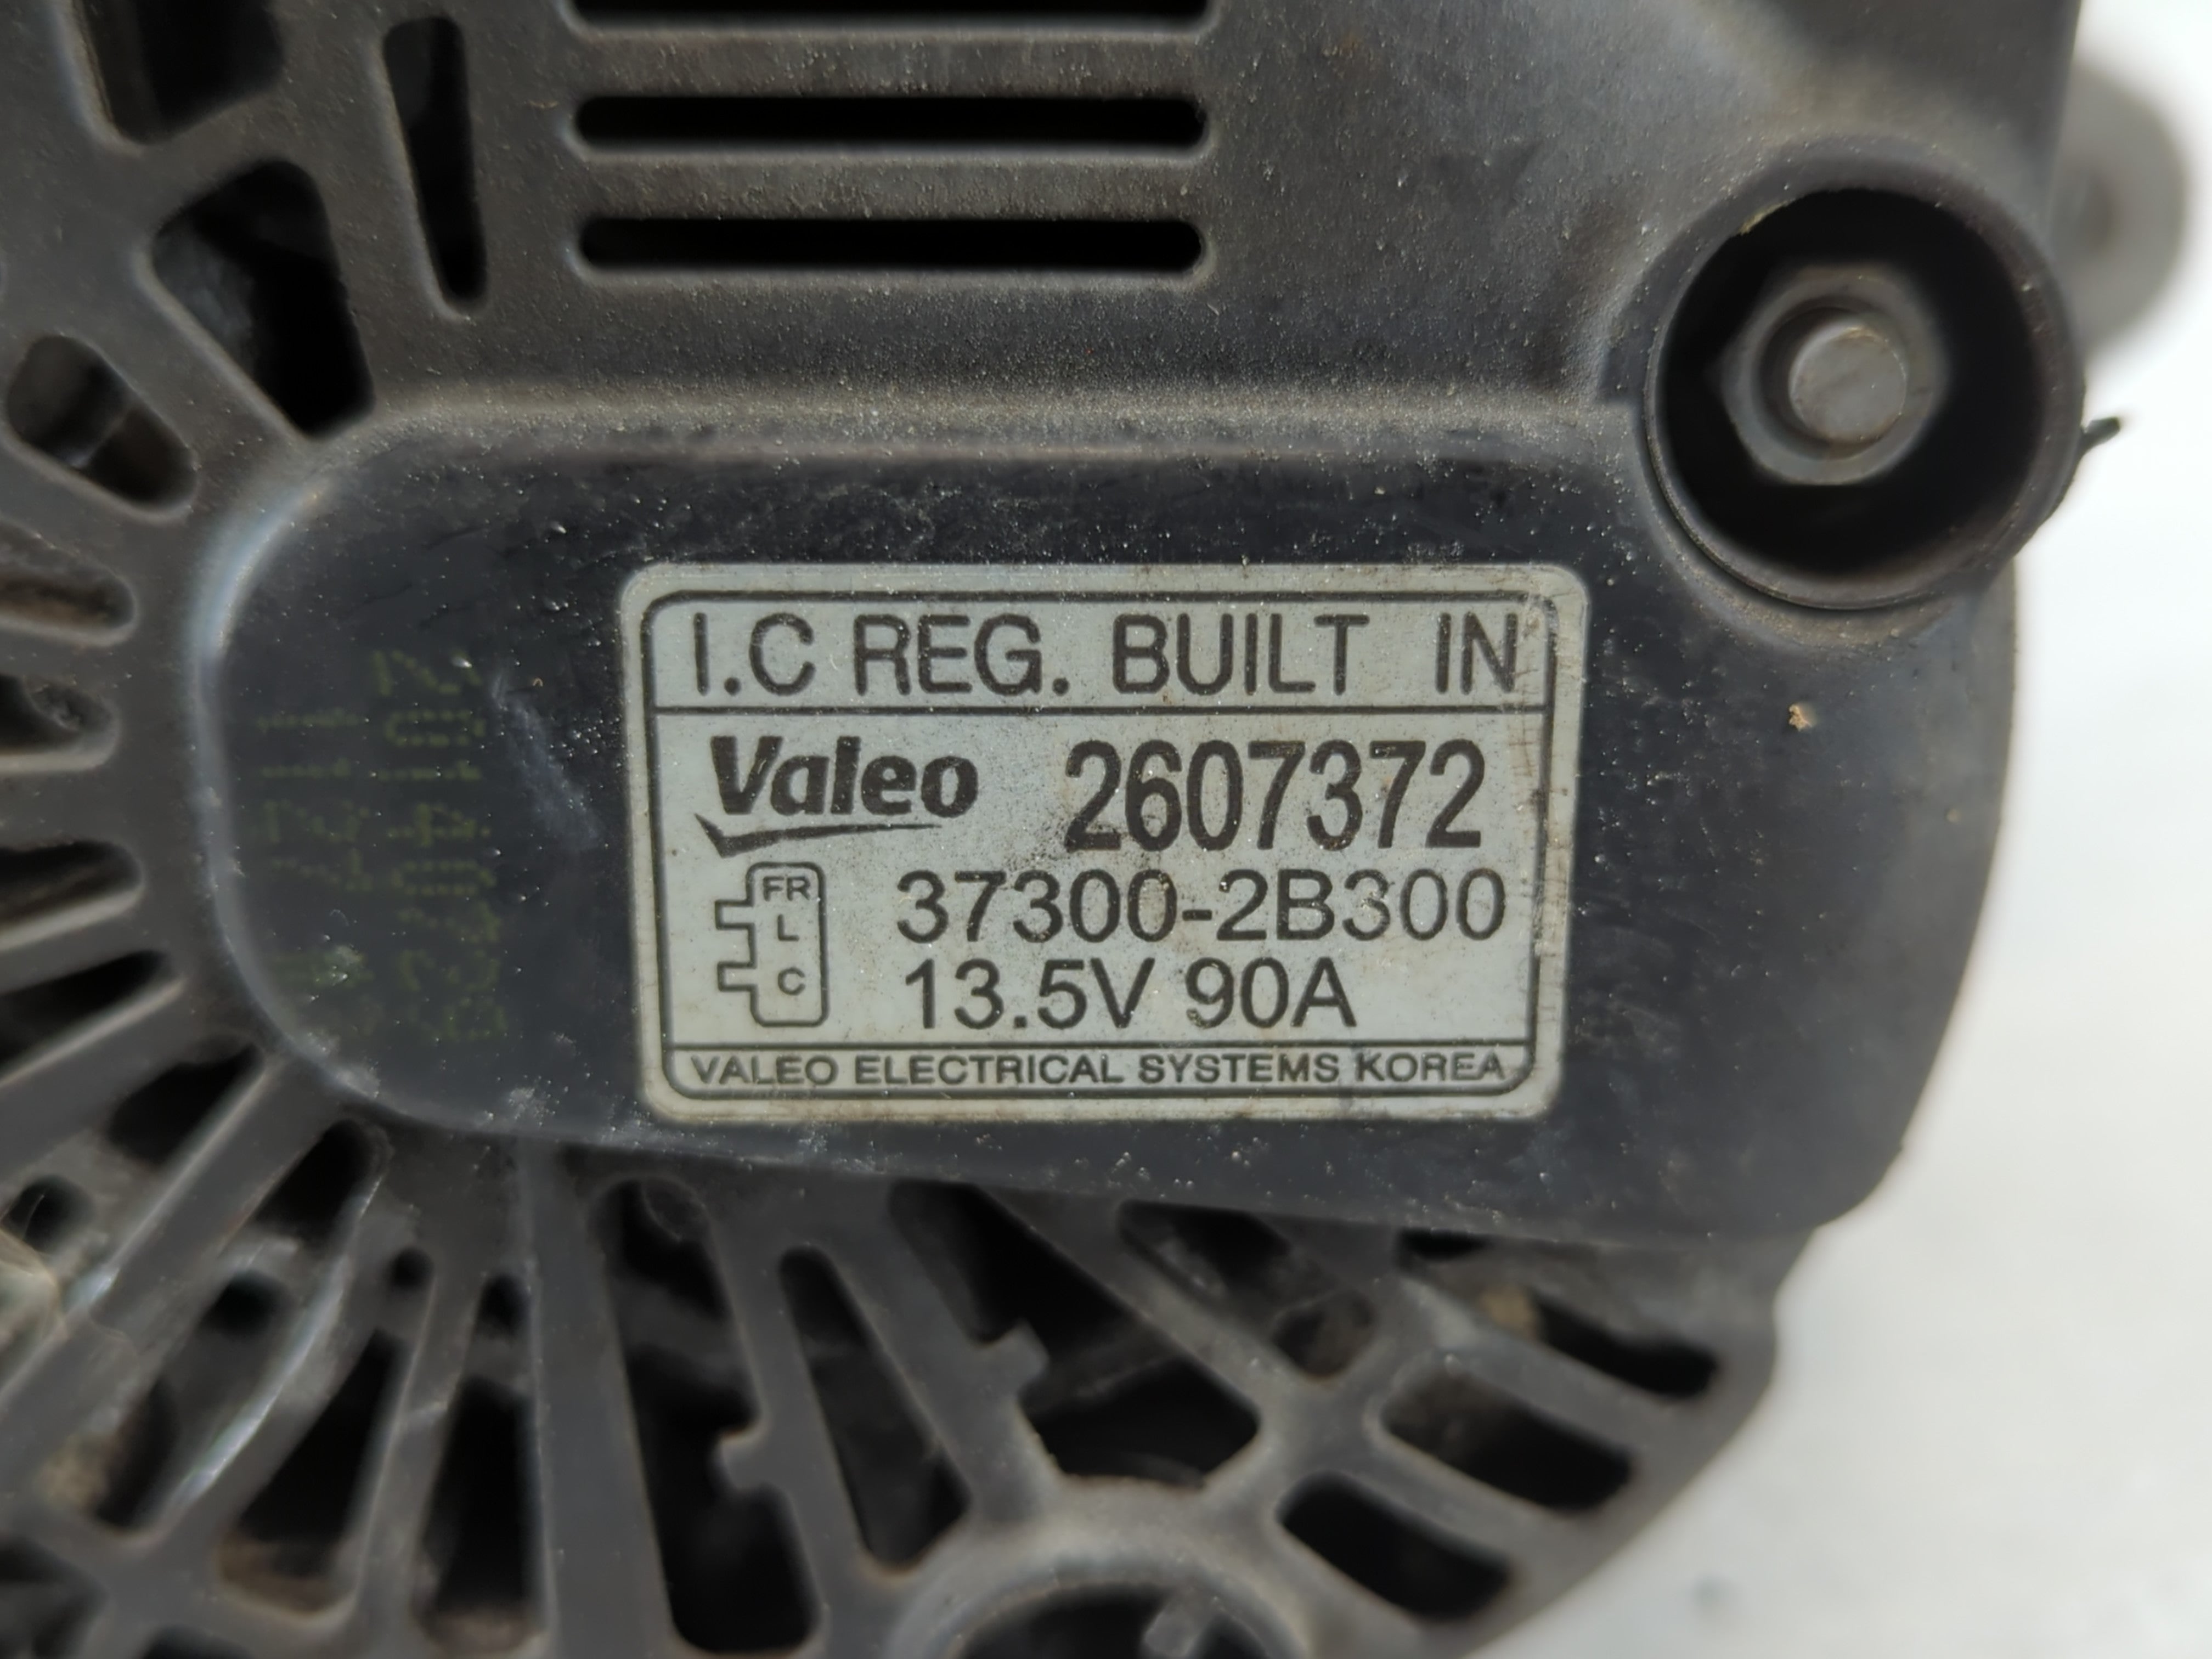 I.C REG. BUILT IN
Valeo 2607372
FR
L
C
37300-2B300
13.5V 90A
VALEO ELECTRICAL SYSTEMS KOREA